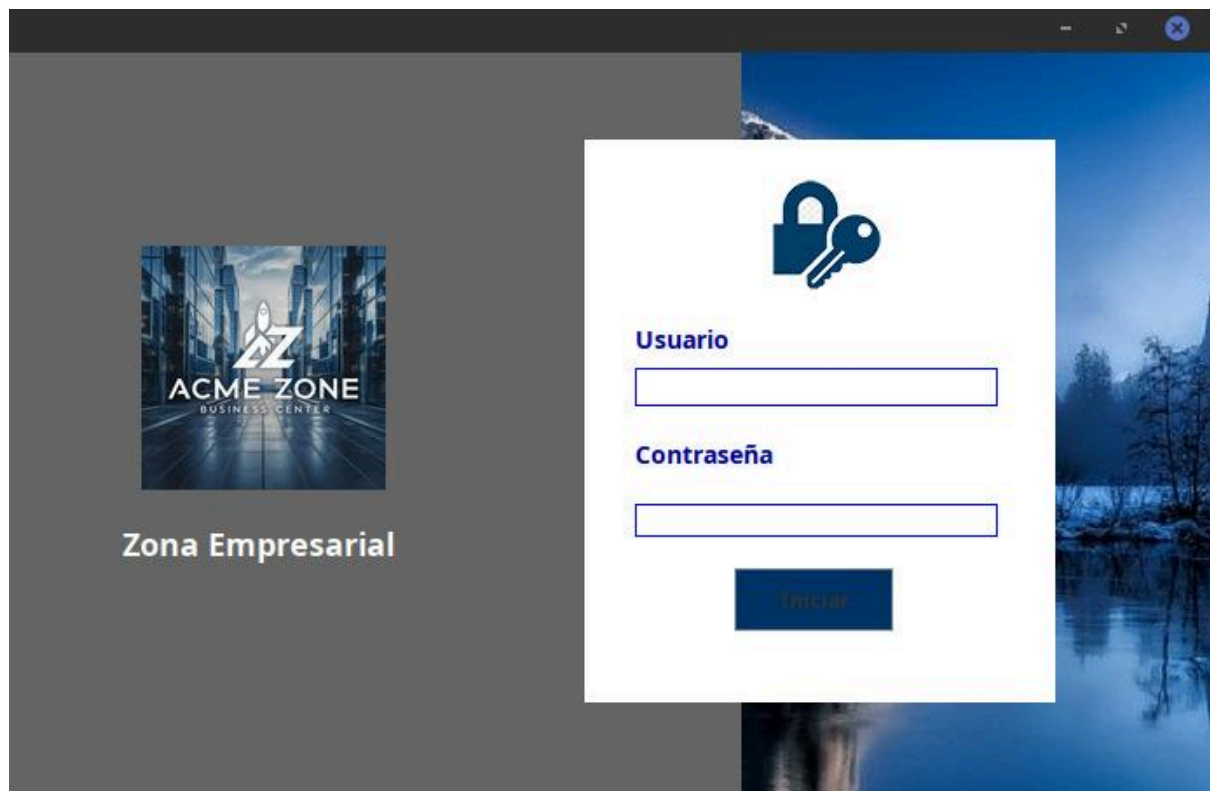 ACME ZONE
BUSINESS CENTER
Zona Empresarial
Usuario
Contraseña
Iniciar